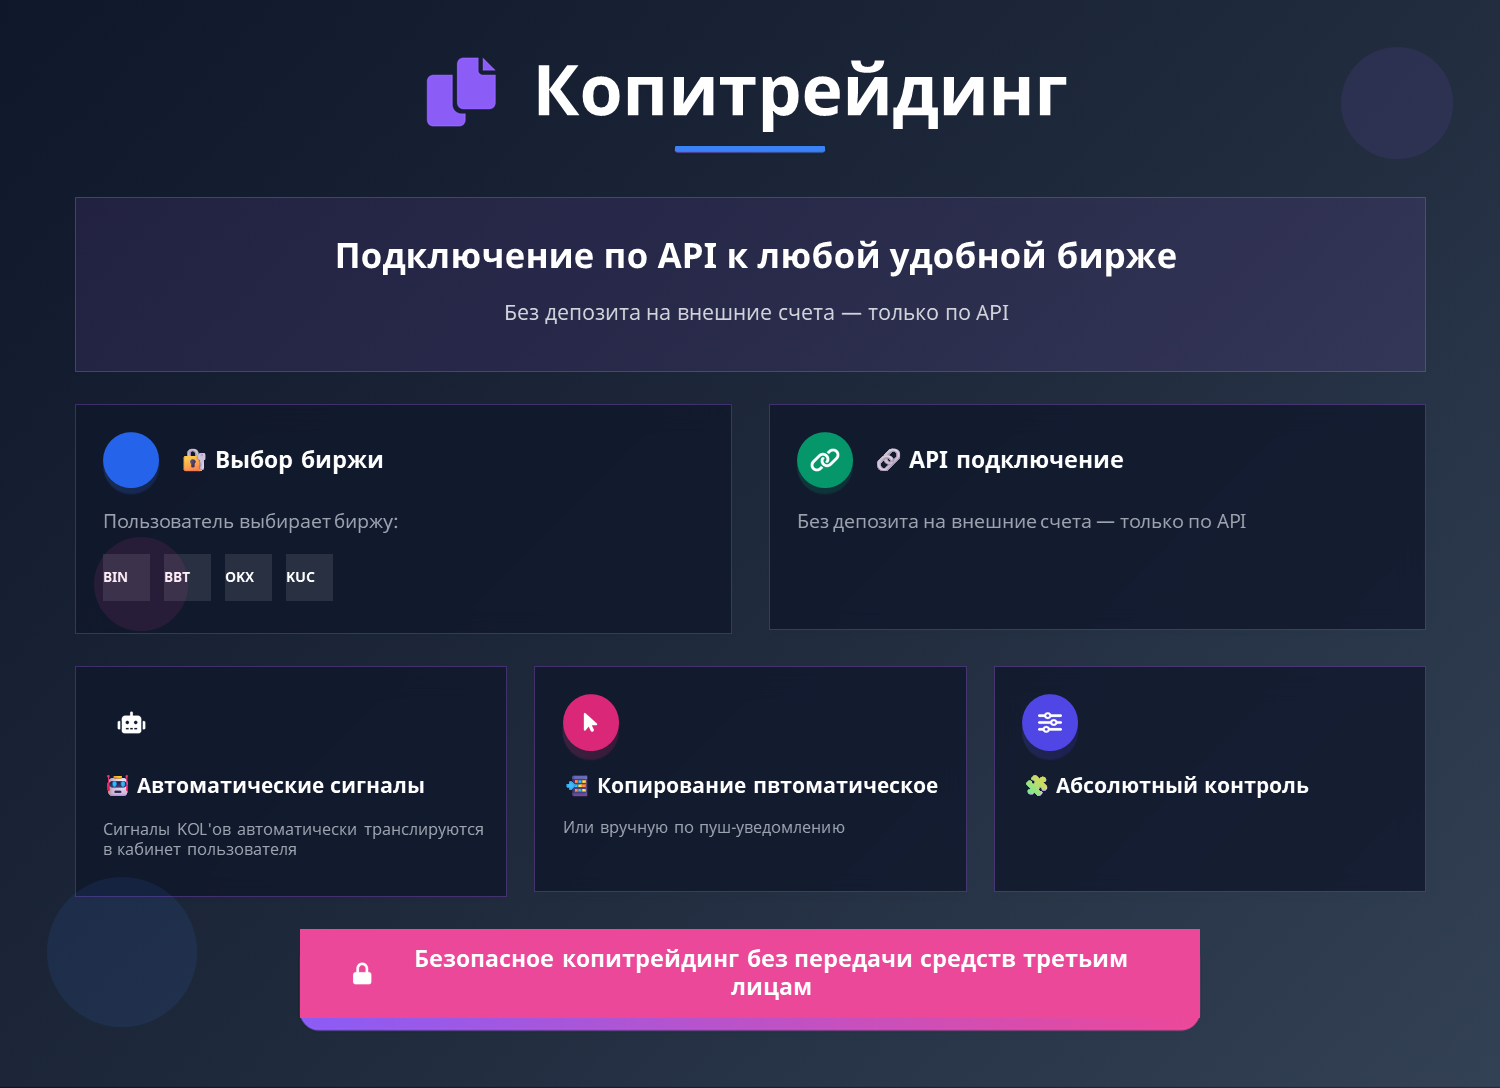 Копитрейдинг
Подключение по API к любой удобной бирже
Без депозита на внешние счета — только по API
Выбор биржи
API подключение
Пользователь выбирает биржу:
Без депозита на внешние счета — только по API
BIN BBT OKX KUC
Автоматические сигналы
Сигналы KOL'ов автоматически транслируются
в кабинет пользователя
Копирование пвтоматическое
Или вручную по пуш-уведомлению
Абсолютный контроль
Безопасное копитрейдинг без передачи средств третьим
лицам